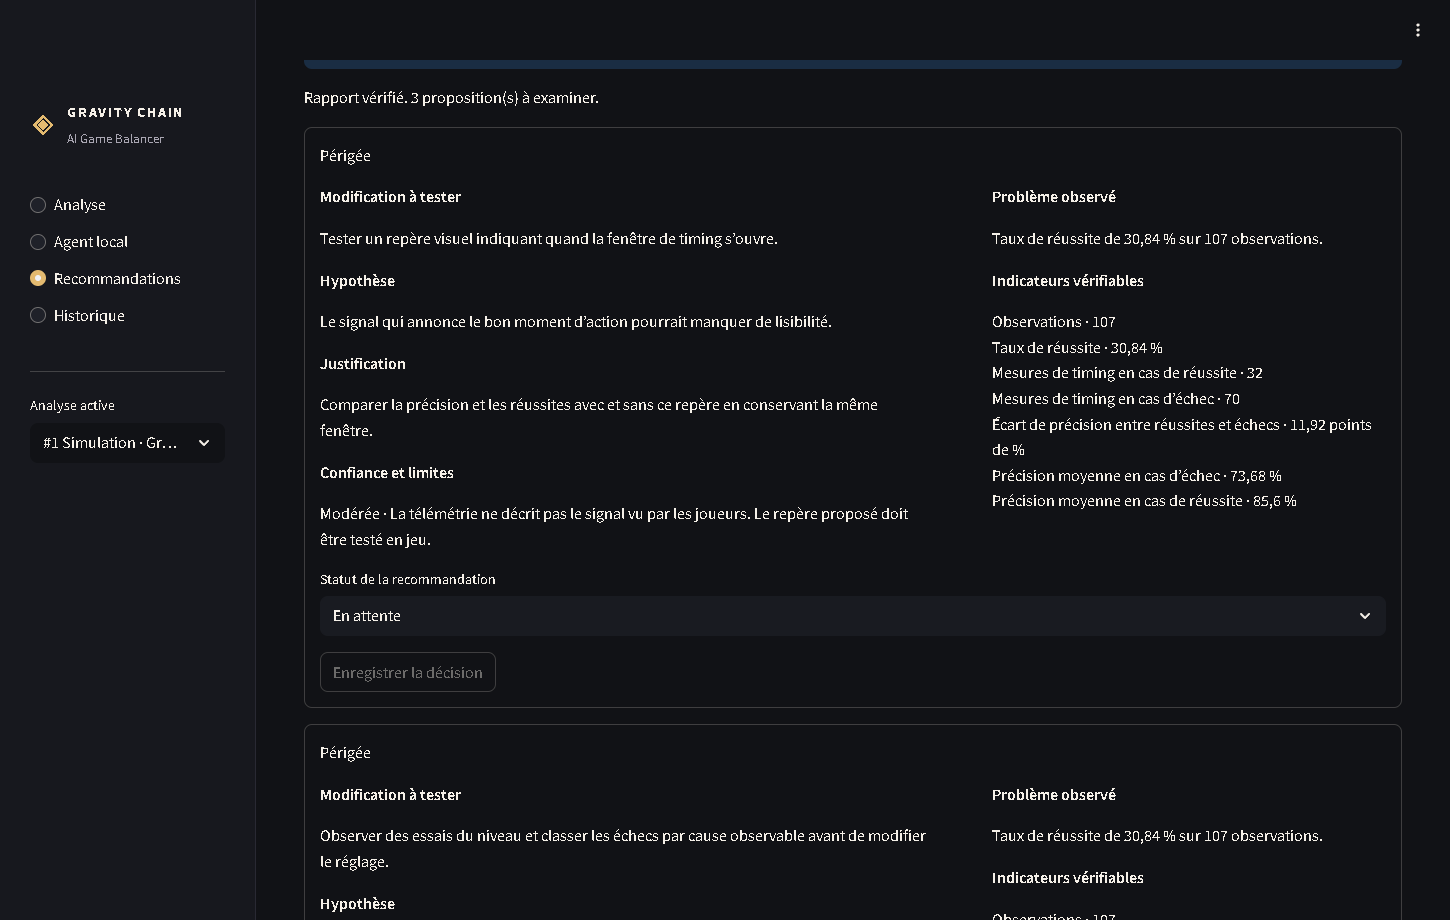 GRAVITY CHAIN
AI Game Balancer
Analyse
Agent local
Recommandations
Historique
Analyse active
#1 Simulation · Gr...
Rapport vérifié. 3 proposition(s) à examiner.
Périgée
Modification à tester
Tester un repère visuel indiquant quand la fenêtre de timing s’ouvre.
Hypothèse
Le signal qui annonce le bon moment d’action pourrait manquer de lisibilité.
Justification
Comparer la précision et les réussites avec et sans ce repère en conservant la même
fenêtre.
Confiance et limites
Modérée · La télémétrie ne décrit pas le signal vu par les joueurs. Le repère proposé doit
être testé en jeu.
Problème observé
Taux de réussite de 30,84 % sur 107 observations.
Indicateurs vérifiables
Observations · 107
Taux de réussite · 30,84 %
Mesures de timing en cas de réussite · 32
Mesures de timing en cas d’échec · 70
Écart de précision entre réussites et échecs · 11,92 points
de %
Précision moyenne en cas d’échec · 73,68 %
Précision moyenne en cas de réussite · 85,6 %
Statut de la recommandation
En attente
Enregistrer la décision
Périgée
Modification à tester
Observer des essais du niveau et classer les échecs par cause observable avant de modifier
le réglage.
Hypothèse
Problème observé
Taux de réussite de 30,84 % sur 107 observations.
Indicateurs vérifiables
Observations · 107